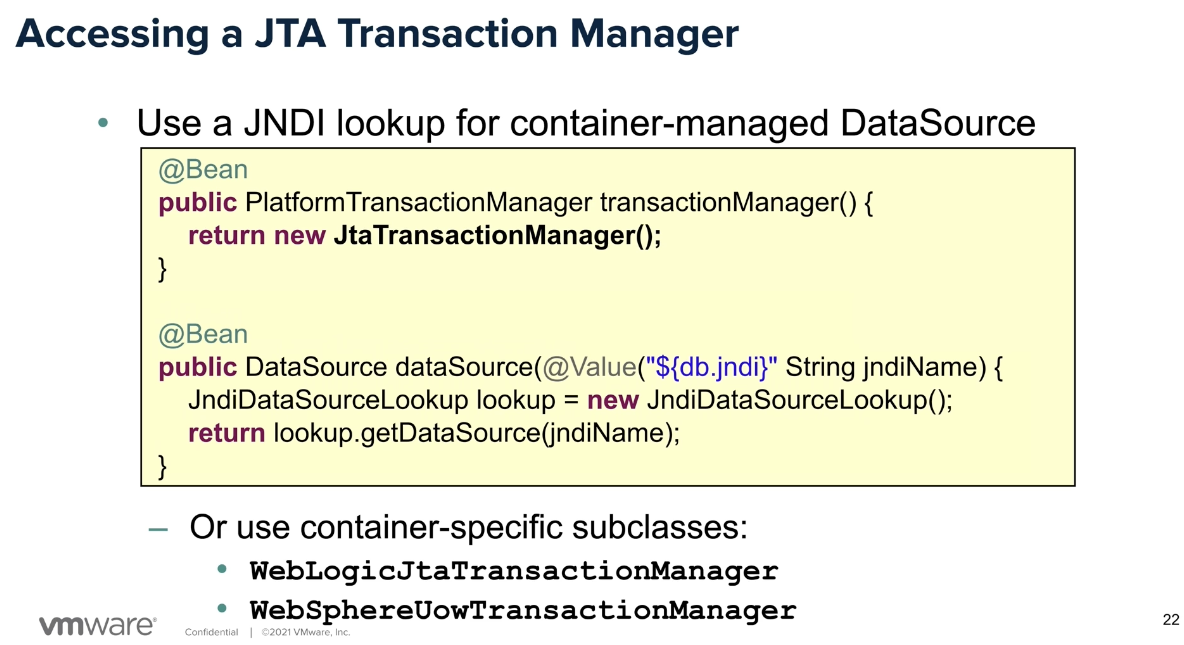 Accessing a JTA Transaction Manager
• Use a JNDI lookup for container-managed DataSource
@Bean
public PlatformTransactionManager transactionManager() {
return new JtaTransactionManager();
}
@Bean
public DataSource dataSource(@Value("${db.jndi}" String jndiName) {
JndiDataSourceLookup lookup = new JndiDataSourceLookup();
return lookup.getDataSource(jndiName);
}
– Or use container-specific subclasses:
• WebLogicJtaTransactionManager
• WebSphereUowTransactionManager
vmware® Confidential | ©2021 VMware, Inc. 22